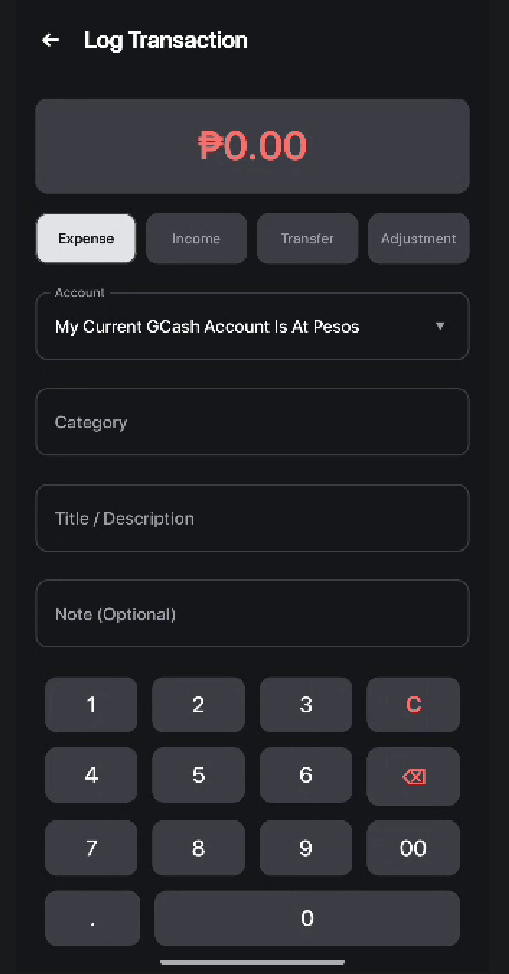 Log Transaction
₱0.00
Expense Income Transfer Adjustment
Account
My Current GCash Account Is At Pesos
Category
Title / Description
Note (Optional)
1 2 3 C
4 5 6
7 8 9 00
. 0